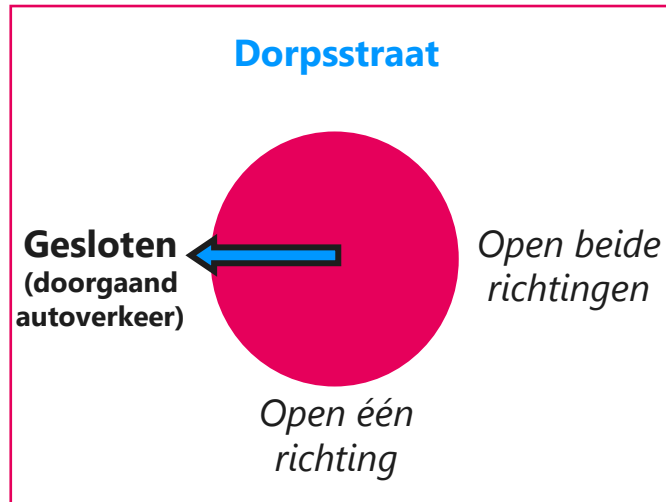 Dorpsstraat
Gesloten
(doorgaand
autoverkeer)
Open beide
richtingen
Open één
richting